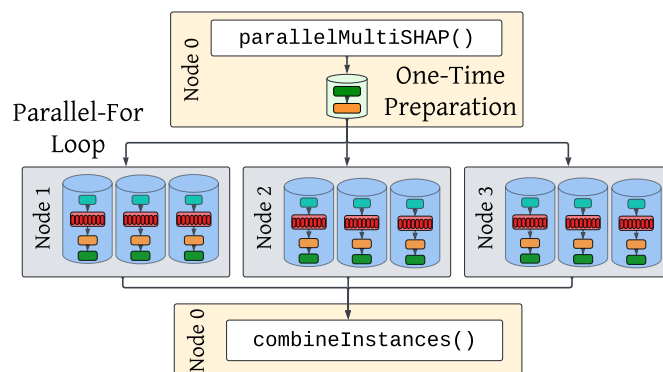 Node 0
parallelMultiSHAP()
One-Time
Preparation
Parallel-For
Loop
Node 1
Node 2
Node 3
Node 0
combineInstances()